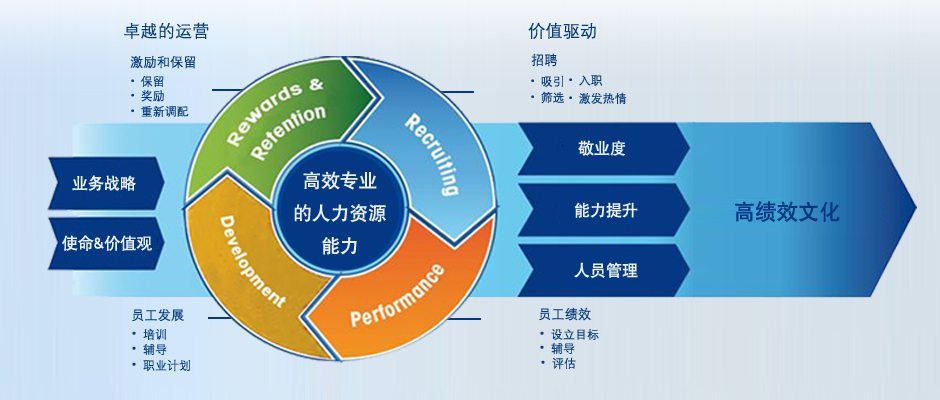 卓越的运营
激励和保留
• 保留
• 奖励
• 重新调配
价值驱动
招聘
• 吸引 • 入职
• 筛选 • 激发热情
业务战略
使命&价值观
Rewards &
Retention
Recruiting
Development
Performance
高效专业
的人力资源
能力
敬业度
能力提升
人员管理
高绩效文化
员工发展
• 培训
• 辅导
• 职业计划
员工绩效
• 设立目标
• 辅导
• 评估